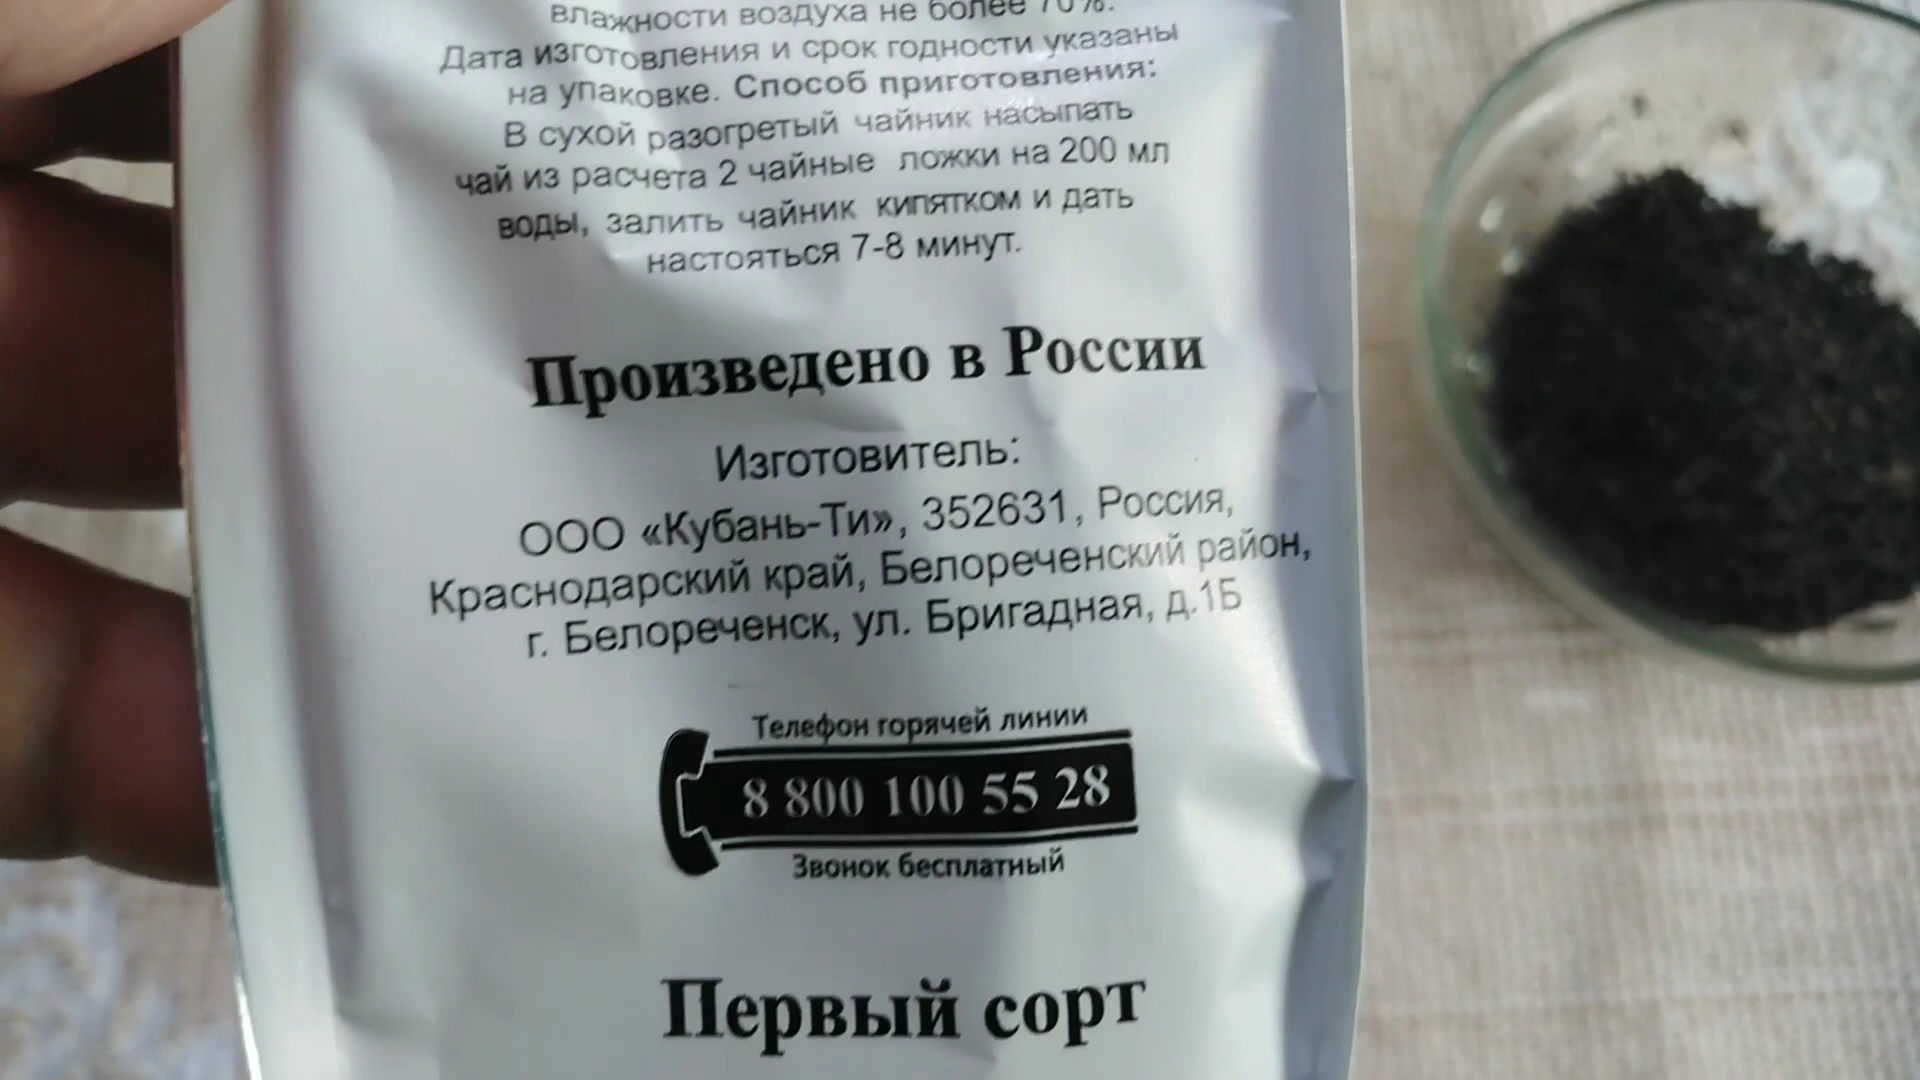 влажности воздуха не более 70%.
Дата изготовления и срок годности указаны
на упаковке. Способ приготовления:
В сухой разогретый чайник насыпать
чай из расчета 2 чайные ложки на 200 мл
воды, залить чайник кипятком и дать
настояться 7-8 минут.
Произведено в России
Изготовитель:
ООО «Кубань-Ти», 352631, Россия,
Краснодарский край, Белореченский район,
г. Белореченск, ул. Бригадная, д.1Б
Телефон горячей линии
8 800 100 55 28
Звонок бесплатный
Первый сорт